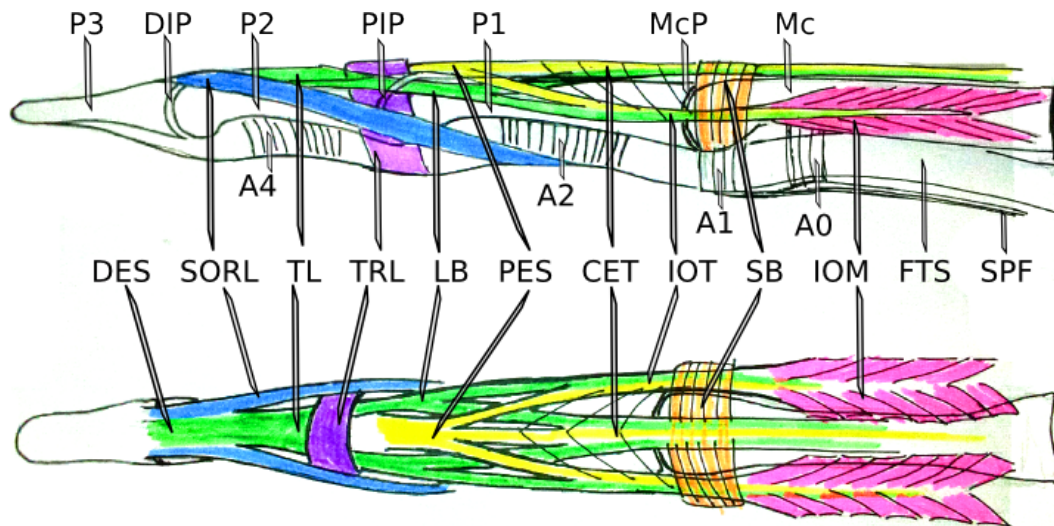 P3 DIP P2 PIP P1 McP Mc
A4 A2 A1 A0
DES SORL TL TRL LB PES CET IOT SB IOM FTS SPF